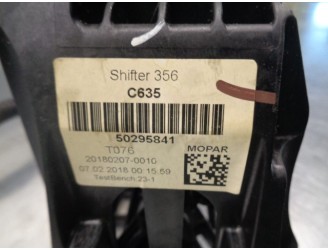 Shifter 356
C635
50295841
T076
20180207-0010
07.02.2018 00:15:59
TestBench:23-1
MOPAR